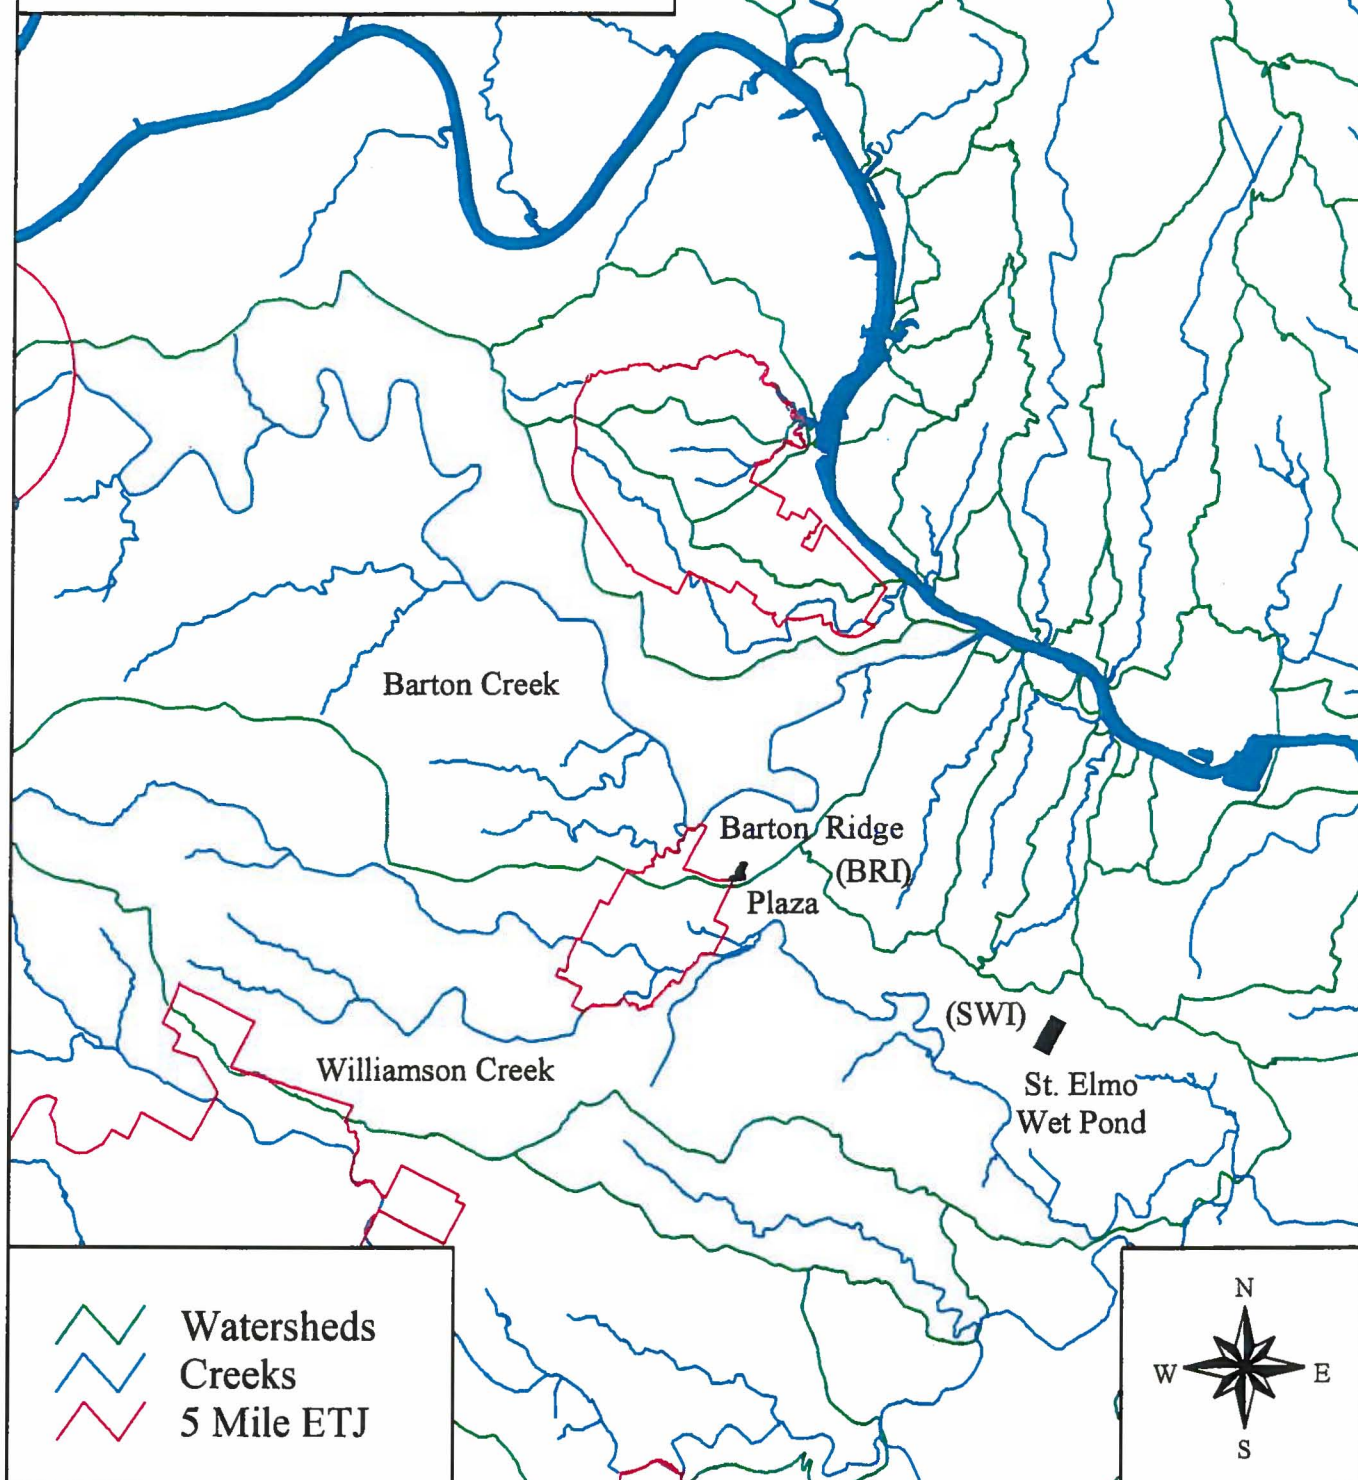 Barton Creek
Barton Ridge
(BRI)
Plaza
(SWI)
Williamson Creek
St. Elmo
Wet Pond
Watersheds
Creeks
5 Mile ETJ
N
W E
S